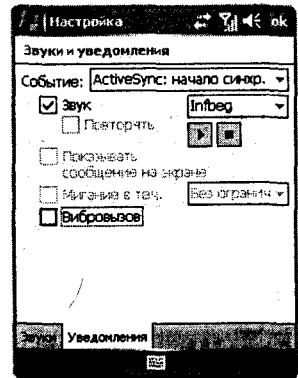 Настройка ok
Звуки и уведомления
Событие: ActiveSync: начало синхр.
Звук Infbeg
Повторять
Показывать
сообщение на экране
Мигание в теч. Без огранич
Вибровызов
Звуки Уведомления